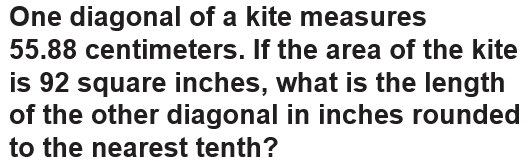 One diagonal of a kite measures
55.88 centimeters. If the area of the kite
is 92 square inches, what is the length
of the other diagonal in inches rounded
to the nearest tenth?